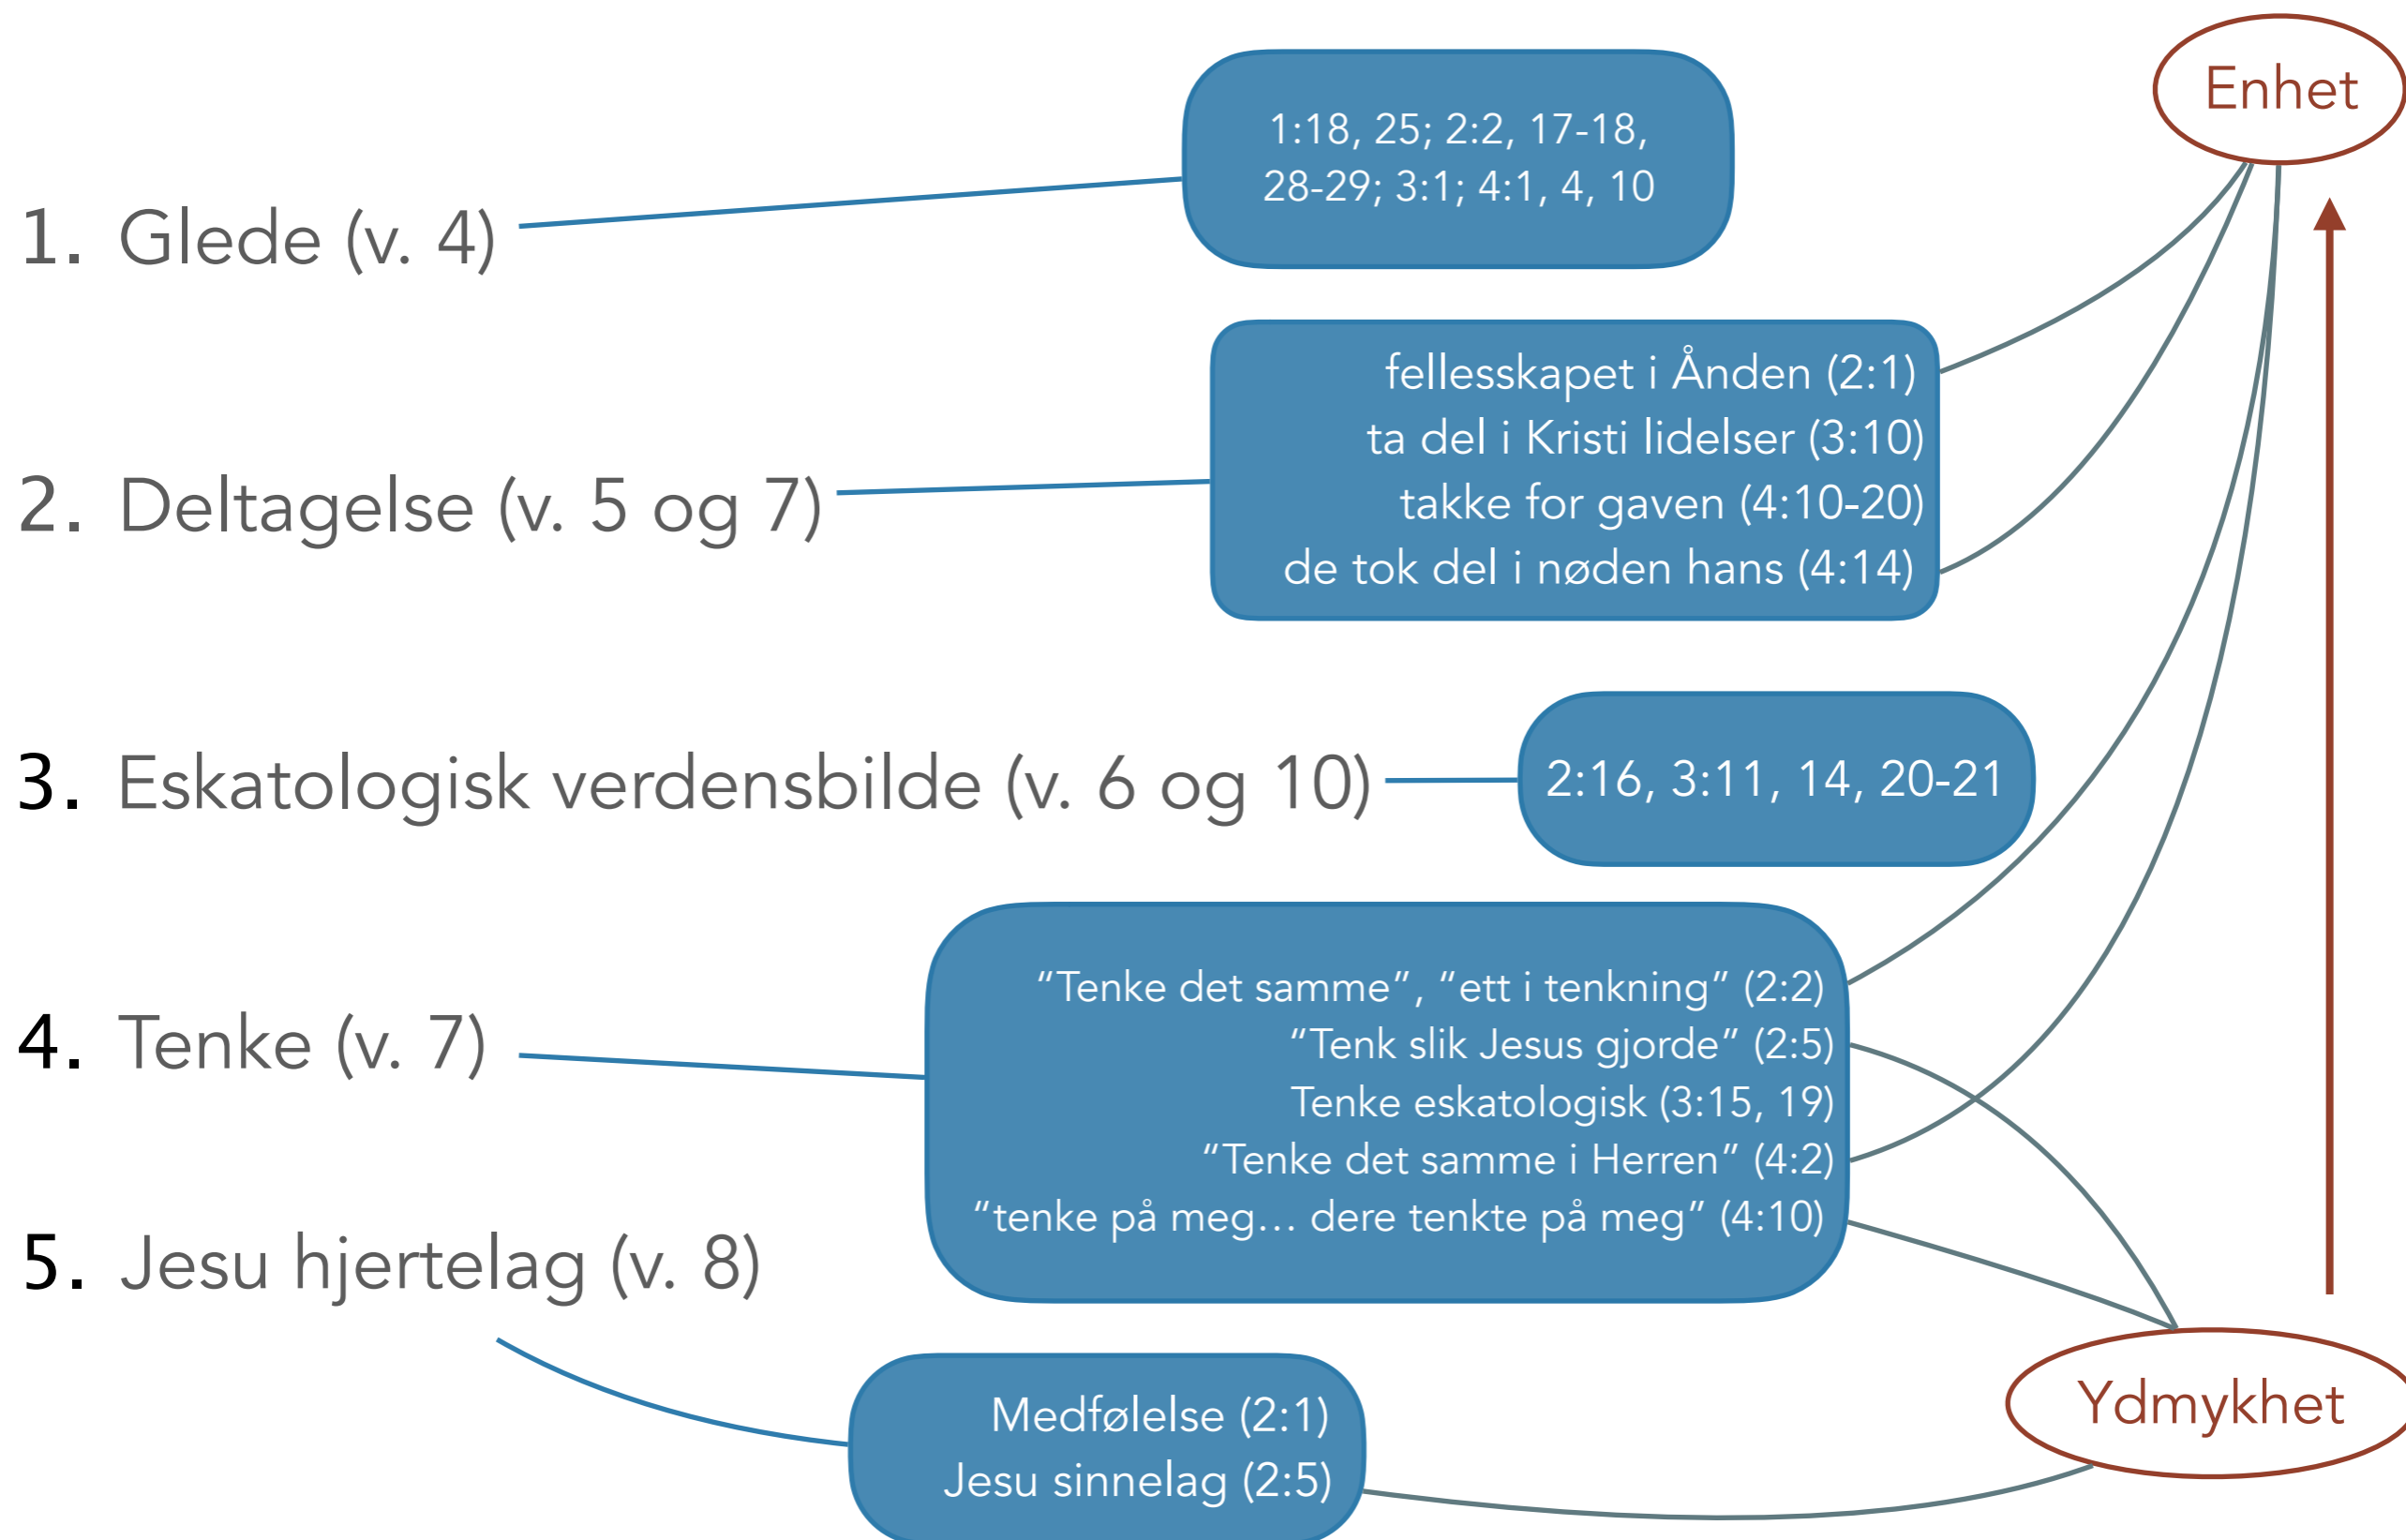 Enhet
1:18, 25; 2:2, 17-18,
28-29; 3:1; 4:1, 4, 10
1. Glede (v. 4)
fellesskapet i Ånden (2:1)
ta del i Kristi lidelser (3:10)
takke for gaven (4:10-20)
de tok del i nøden hans (4:14)
2. Deltagelse (v. 5 og 7)
3. Eskatologisk verdensbilde (v. 6 og 10)
2:16, 3:11, 14, 20-21
"Tenke det samme", "ett i tenkning" (2:2)
"Tenk slik Jesus gjorde" (2:5)
Tenke eskatologisk (3:15, 19)
"Tenke det samme i Herren" (4:2)
"tenke på meg… dere tenkte på meg" (4:10)
4. Tenke (v. 7)
5. Jesu hjertelag (v. 8)
Medfølelse (2:1)
Jesu sinnelag (2:5)
Ydmykhet